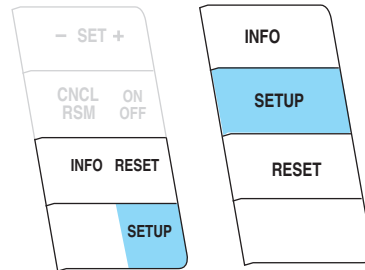 - SET +
CNCL ON
RSM OFF
INFO RESET
SETUP
INFO
SETUP
RESET